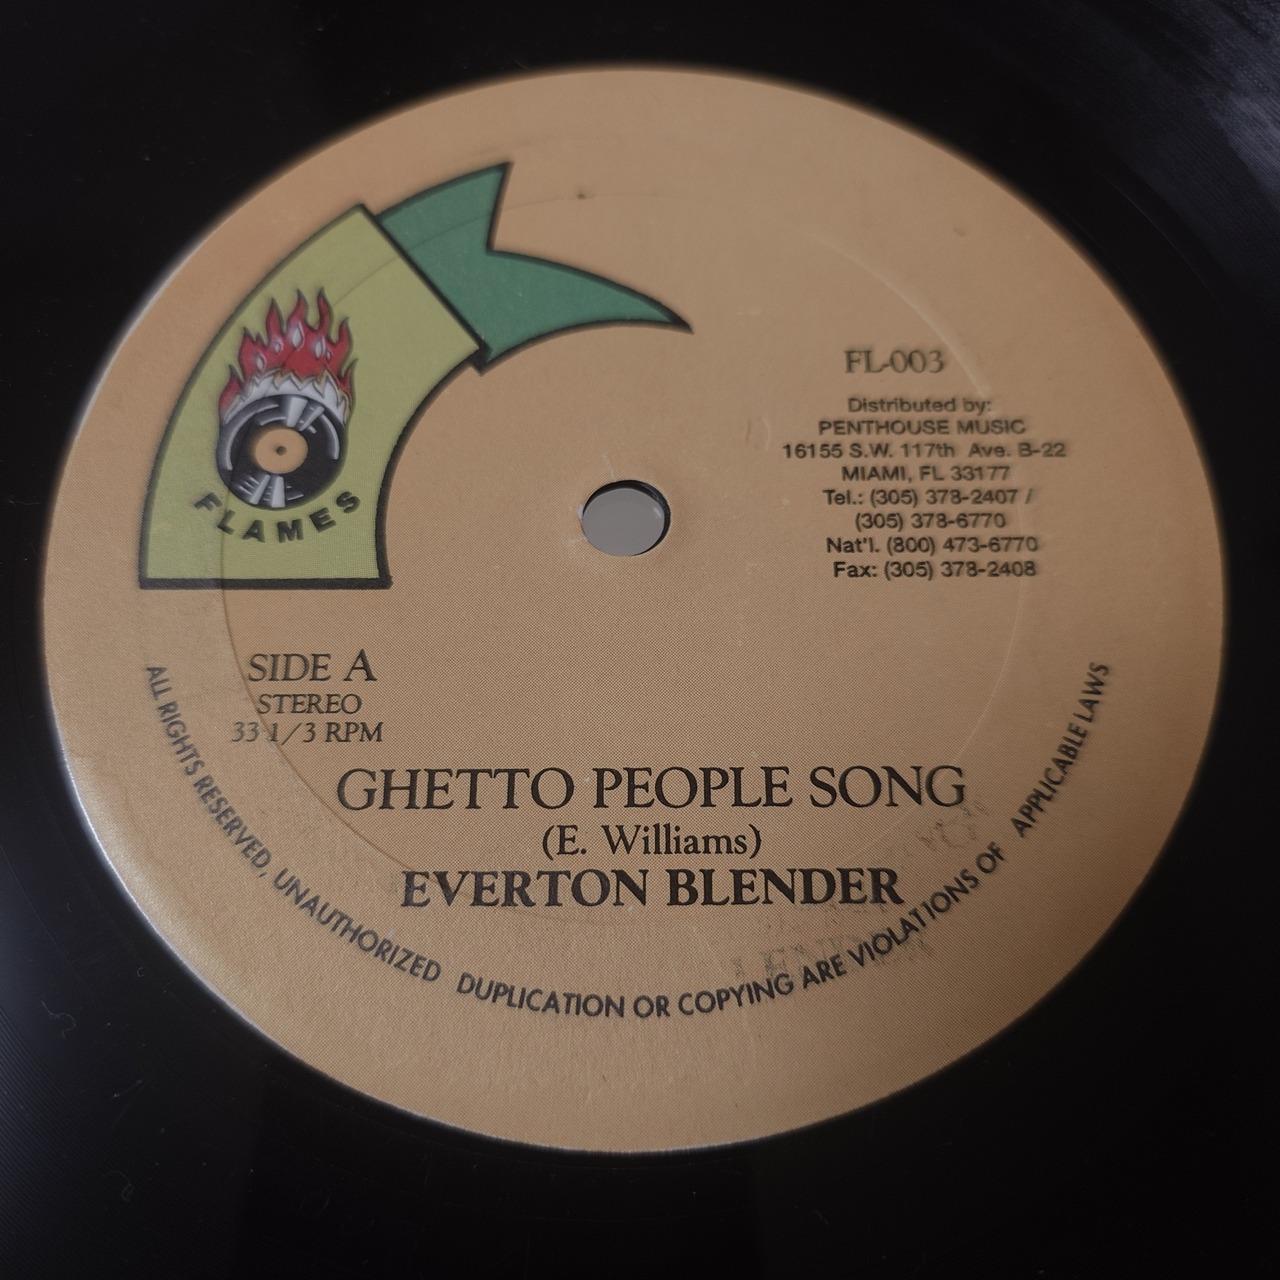 FLAMES
FL-003
Distributed by:
PENTHOUSE MUSIC
16155 S.W. 117th Ave. B-22
MIAMI, FL 33177
Tel.: (305) 378-2407 /
(305) 378-6770
Nat'l. (800) 473-6770
Fax: (305) 378-2408
SIDE A
STEREO
33 1/3 RPM
GHETTO PEOPLE SONG
(E. Williams)
EVERTON BLENDER
ALL RIGHTS RESERVED, UNAUTHORIZED DUPLICATION OR COPYING ARE VIOLATIONS OF APPLICABLE LAWS